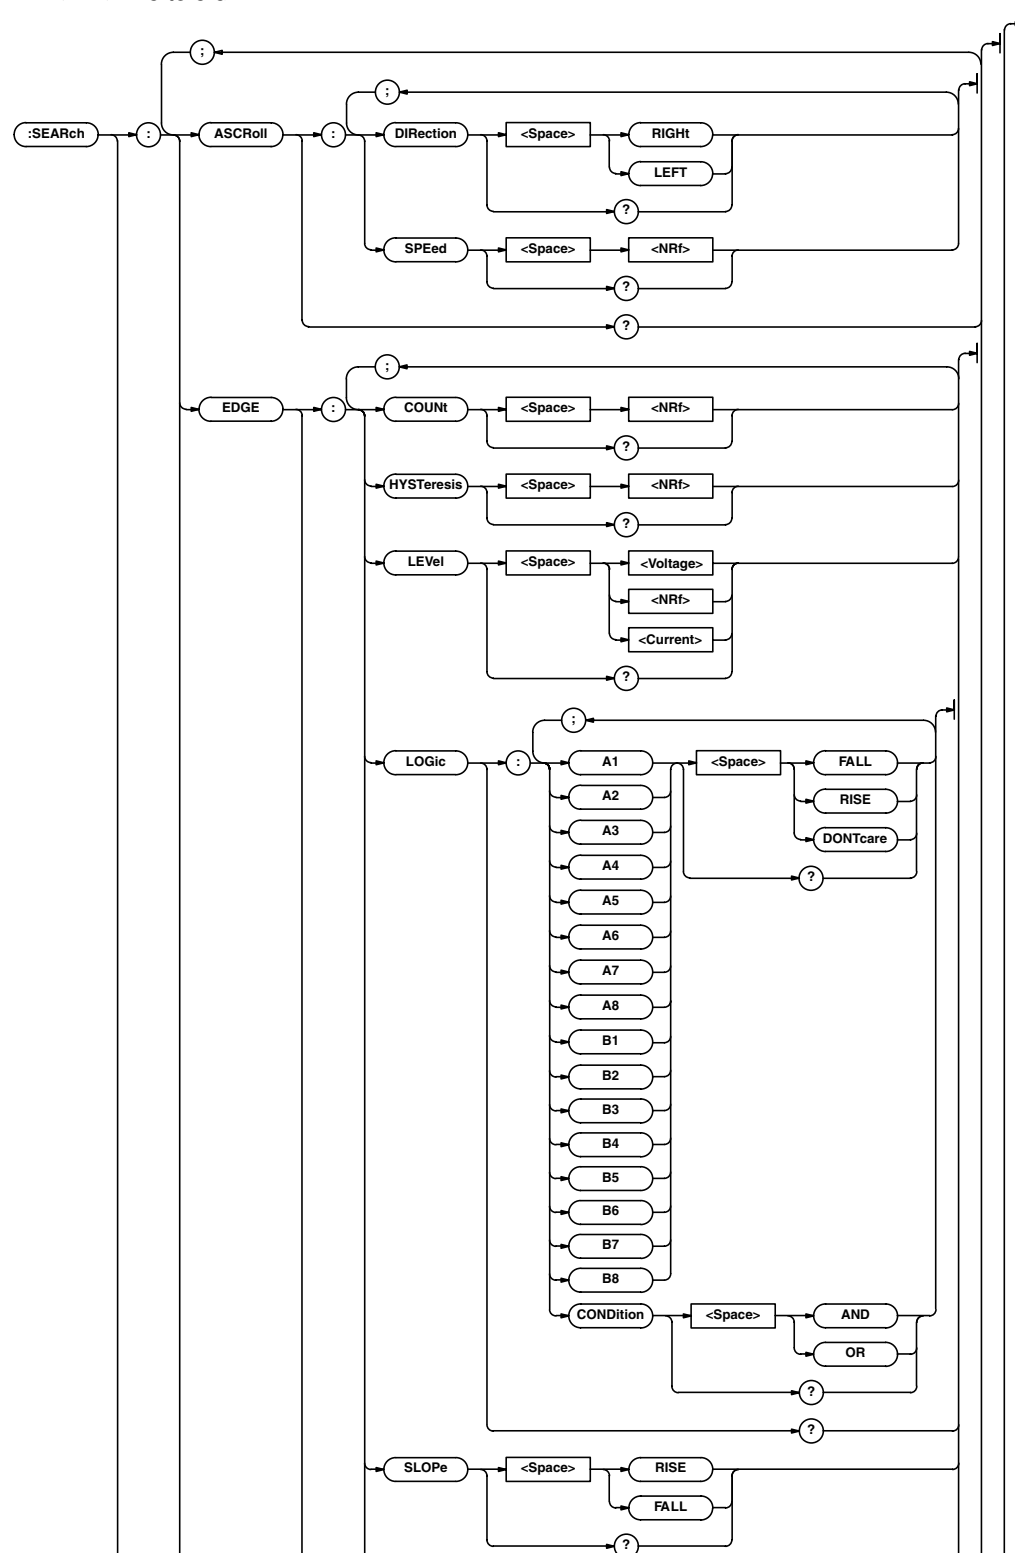 ;
;
:SEARch : ASCRoll : DIRection <Space> RIGHt
LEFT
?
SPEed <Space> <NRf>
?
?
;
EDGE : COUNt <Space> <NRf>
?
HYSTeresis <Space> <NRf>
?
LEVel <Space> <Voltage>
<NRf>
<Current>
?
;
LOGic : A1 <Space> FALL
A2 RISE
A3 DONTcare
A4 ?
A5
A6
A7
A8
B1
B2
B3
B4
B5
B6
B7
B8
CONDition <Space> AND
OR
?
?
SLOPe <Space> RISE
FALL
?